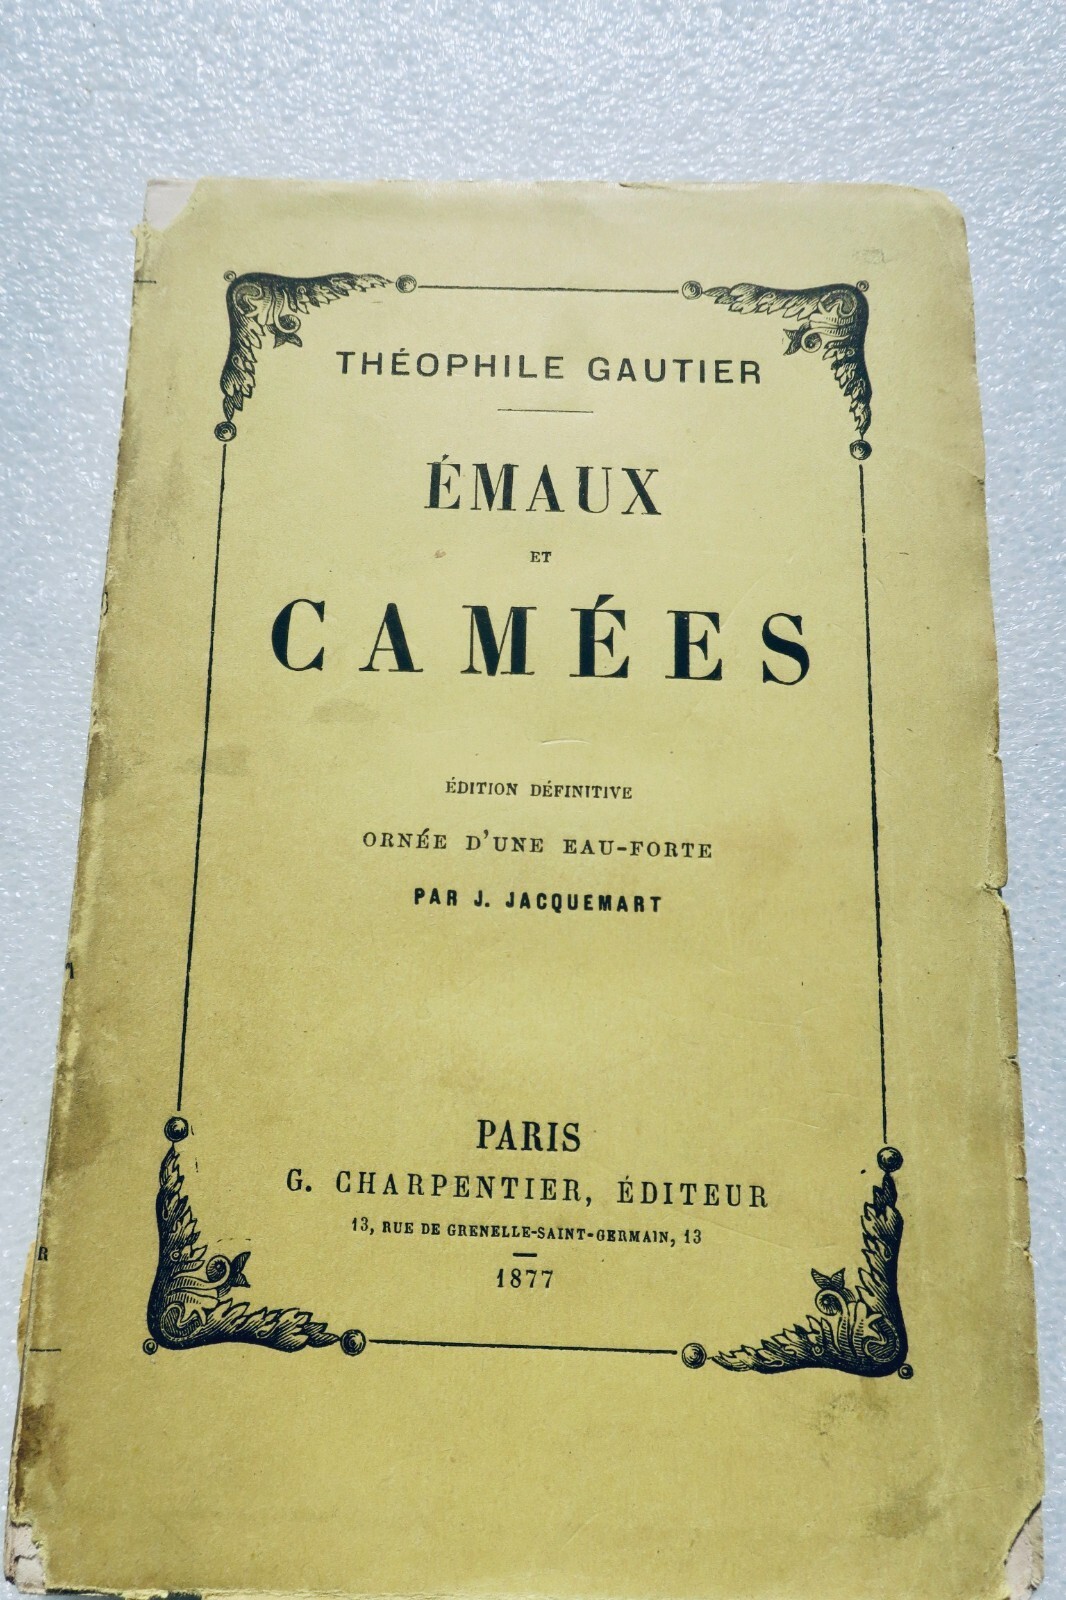 THÉOPHILE GAUTIER
ÉMAUX
ET
CAMÉES
ÉDITION DÉFINITIVE
ORNÉE D'UNE EAU-FORTE
PAR J. JACQUEMART
PARIS
G. CHARPENTIER, ÉDITEUR
13, RUE DE GRENELLE-SAINT-GERMAIN, 13
1877
R